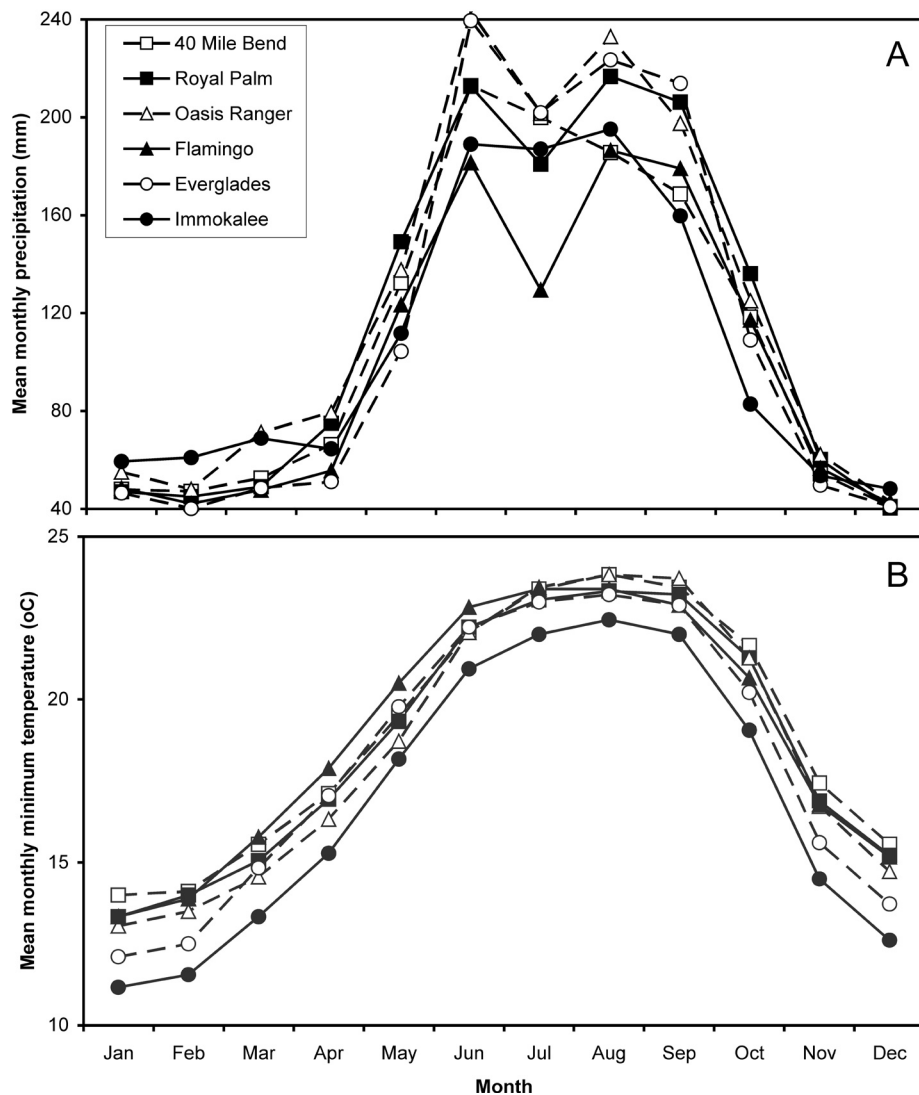 240
200
160
120
80
40
Mean monthly precipitation (mm)
40 Mile Bend
Royal Palm
Oasis Ranger
Flamingo
Everglades
Immokalee
A
25
20
15
10
Mean monthly minimum temperature (oC)
B
Jan Feb Mar Apr May Jun Jul Aug Sep Oct Nov Dec
Month